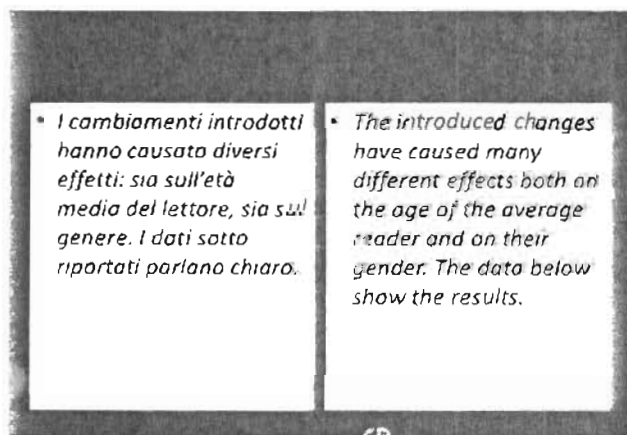 • I cambiamenti introdotti
hanno causato diversi
effetti: sia sull'età
media del lettore, sia sul
genere. I dati sotto
riportati parlano chiaro.
• The introduced changes
have caused many
different effects both on
the age of the average
reader and on their
gender. The data below
show the results.